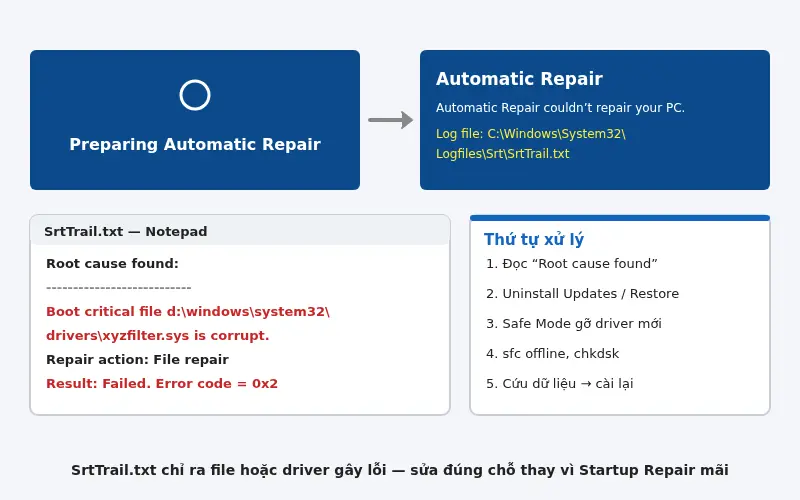 Preparing Automatic Repair
Automatic Repair
Automatic Repair couldn’t repair your PC.
Log file: C:\Windows\System32\
Logfiles\Srt\SrtTrail.txt
SrtTrail.txt — Notepad
Root cause found:
---------------------------
Boot critical file d:\windows\system32\
drivers\xyzfilter.sys is corrupt.
Repair action: File repair
Result: Failed. Error code = 0x2
Thứ tự xử lý
1. Đọc “Root cause found”
2. Uninstall Updates / Restore
3. Safe Mode gỡ driver mới
4. sfc offline, chkdsk
5. Cứu dữ liệu → cài lại
SrtTrail.txt chỉ ra file hoặc driver gây lỗi — sửa đúng chỗ thay vì Startup Repair mãi